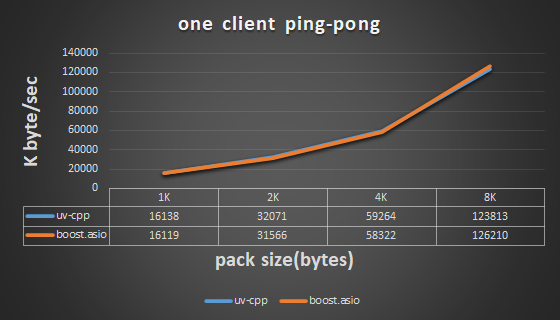 one client ping-pong
K byte/sec
140000
120000
100000
80000
60000
40000
20000
0
1K 2K 4K 8K
uv-cpp 16138 32071 59264 123813
boost.asio 16119 31566 58322 126210
pack size(bytes)
uv-cpp boost.asio